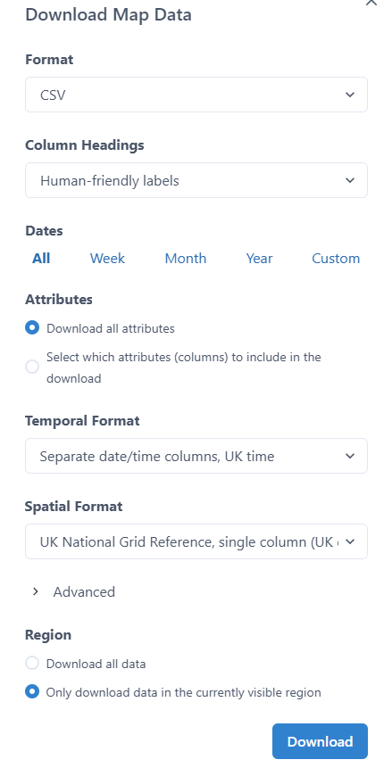 Download Map Data
Format
CSV
Column Headings
Human-friendly labels
Dates
All Week Month Year Custom
Attributes
Download all attributes
Select which attributes (columns) to include in the
download
Temporal Format
Separate date/time columns, UK time
Spatial Format
UK National Grid Reference, single column (UK
Advanced
Region
Download all data
Only download data in the currently visible region
Download